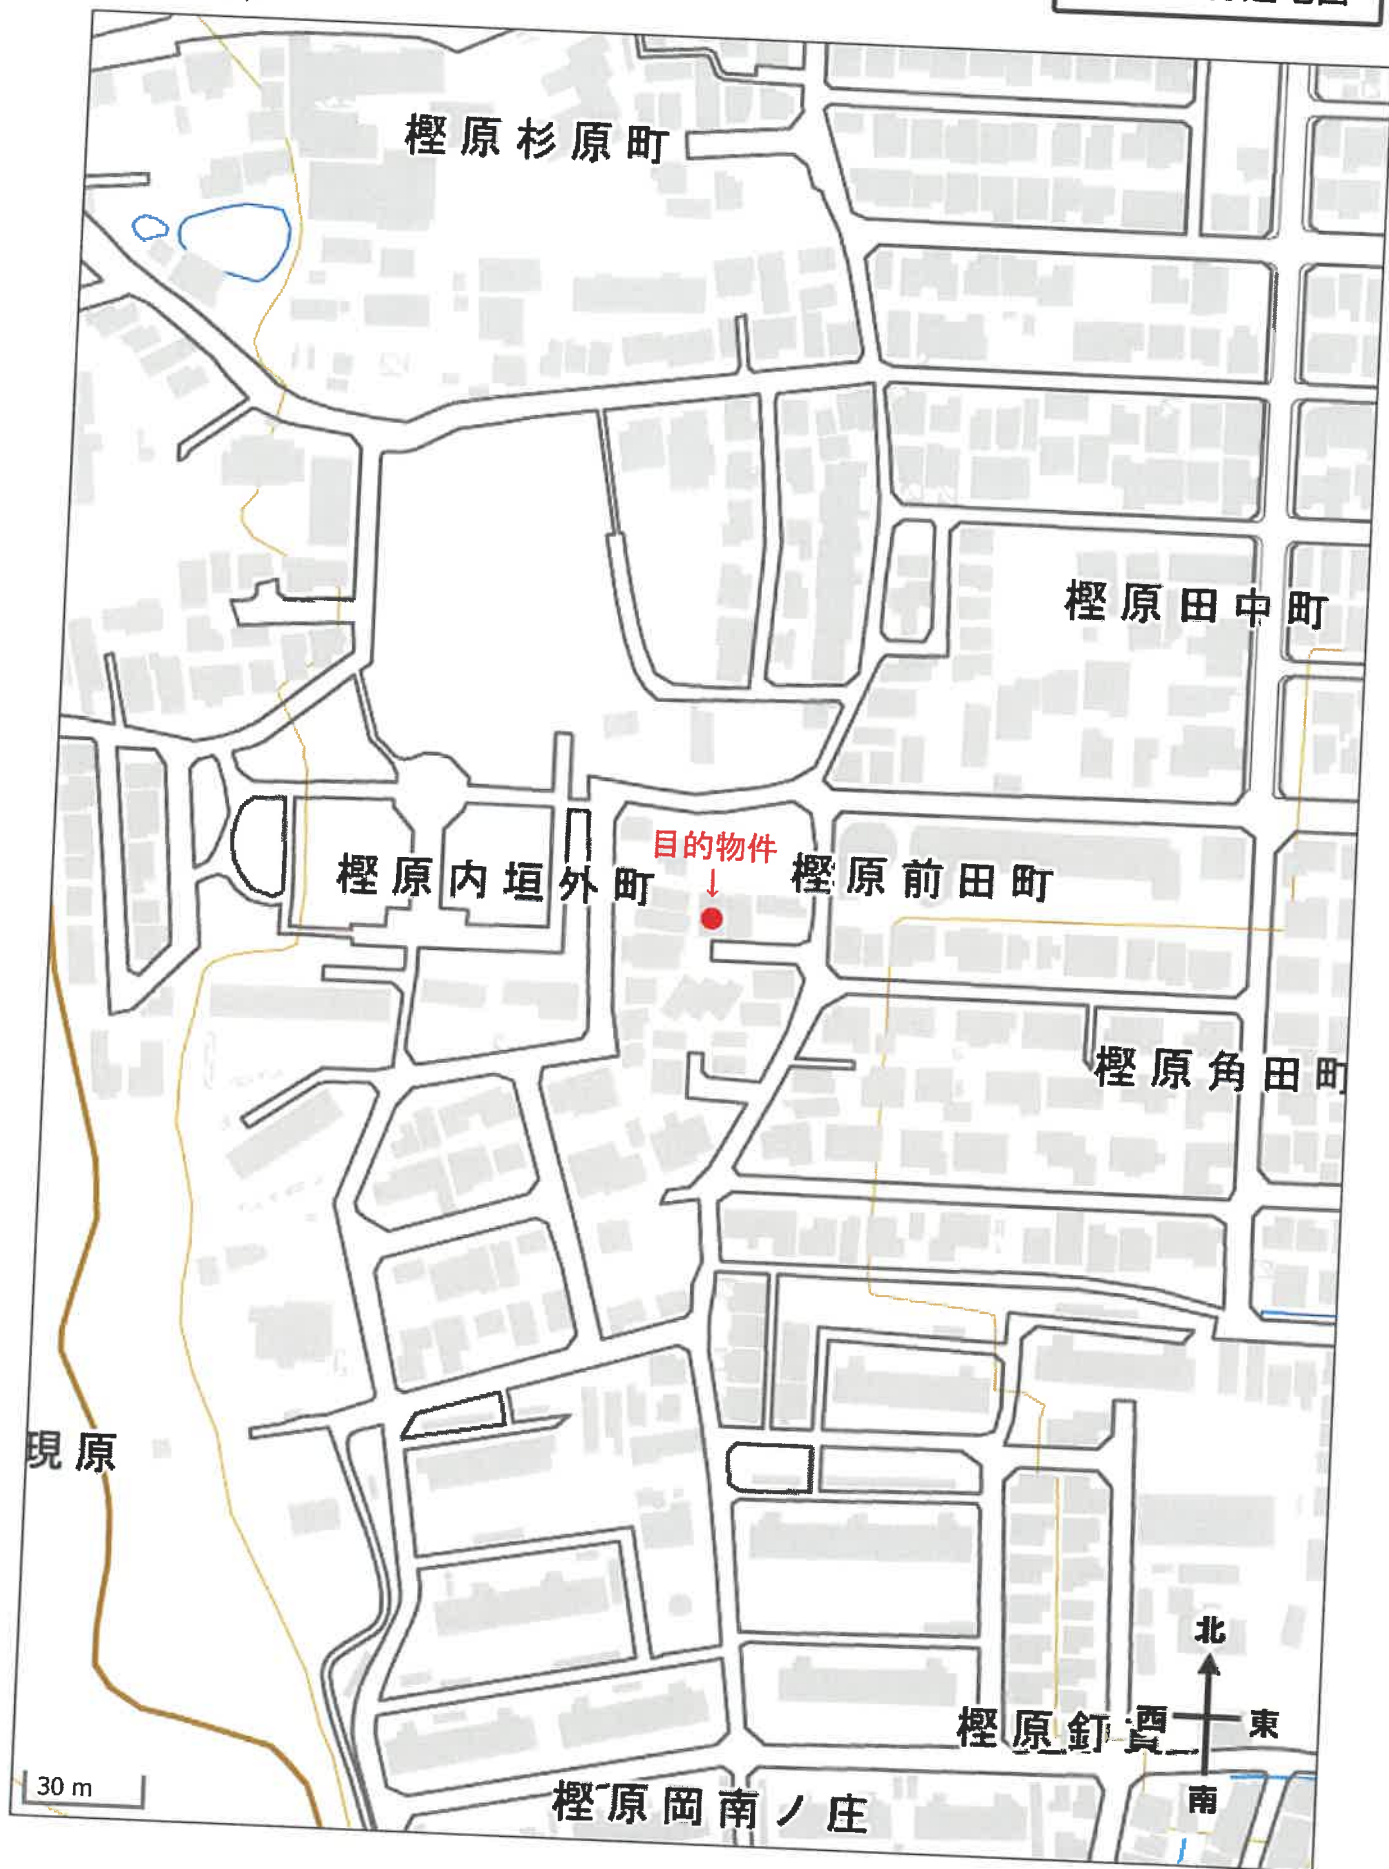 樫原杉原町
樫原田中町
目的物件
↓
樫原内垣外町
樫原前田町
樫原角田町
現原
北
西 東
南
樫原釘貫
樫原岡南ノ庄
30 m